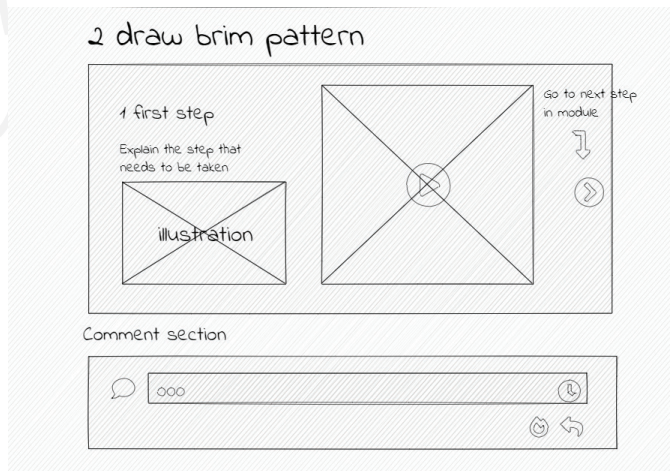 2 draw brim pattern
1 first step
Explain the step that
needs to be taken
illustration
Go to next step
in module
Comment section